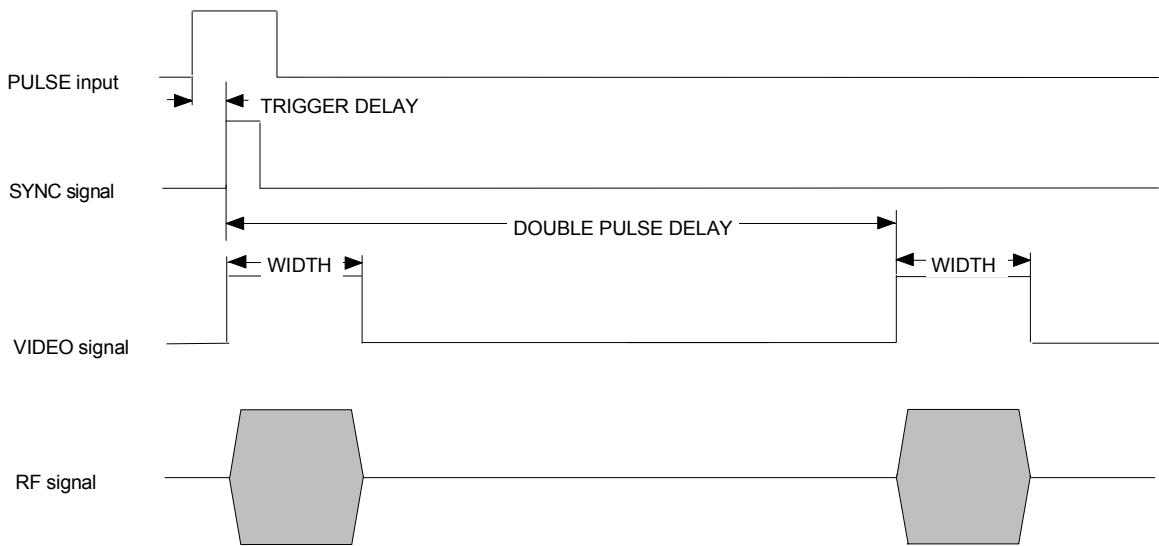 PULSE input
TRIGGER DELAY
SYNC signal
DOUBLE PULSE DELAY
WIDTH
WIDTH
VIDEO signal
RF signal